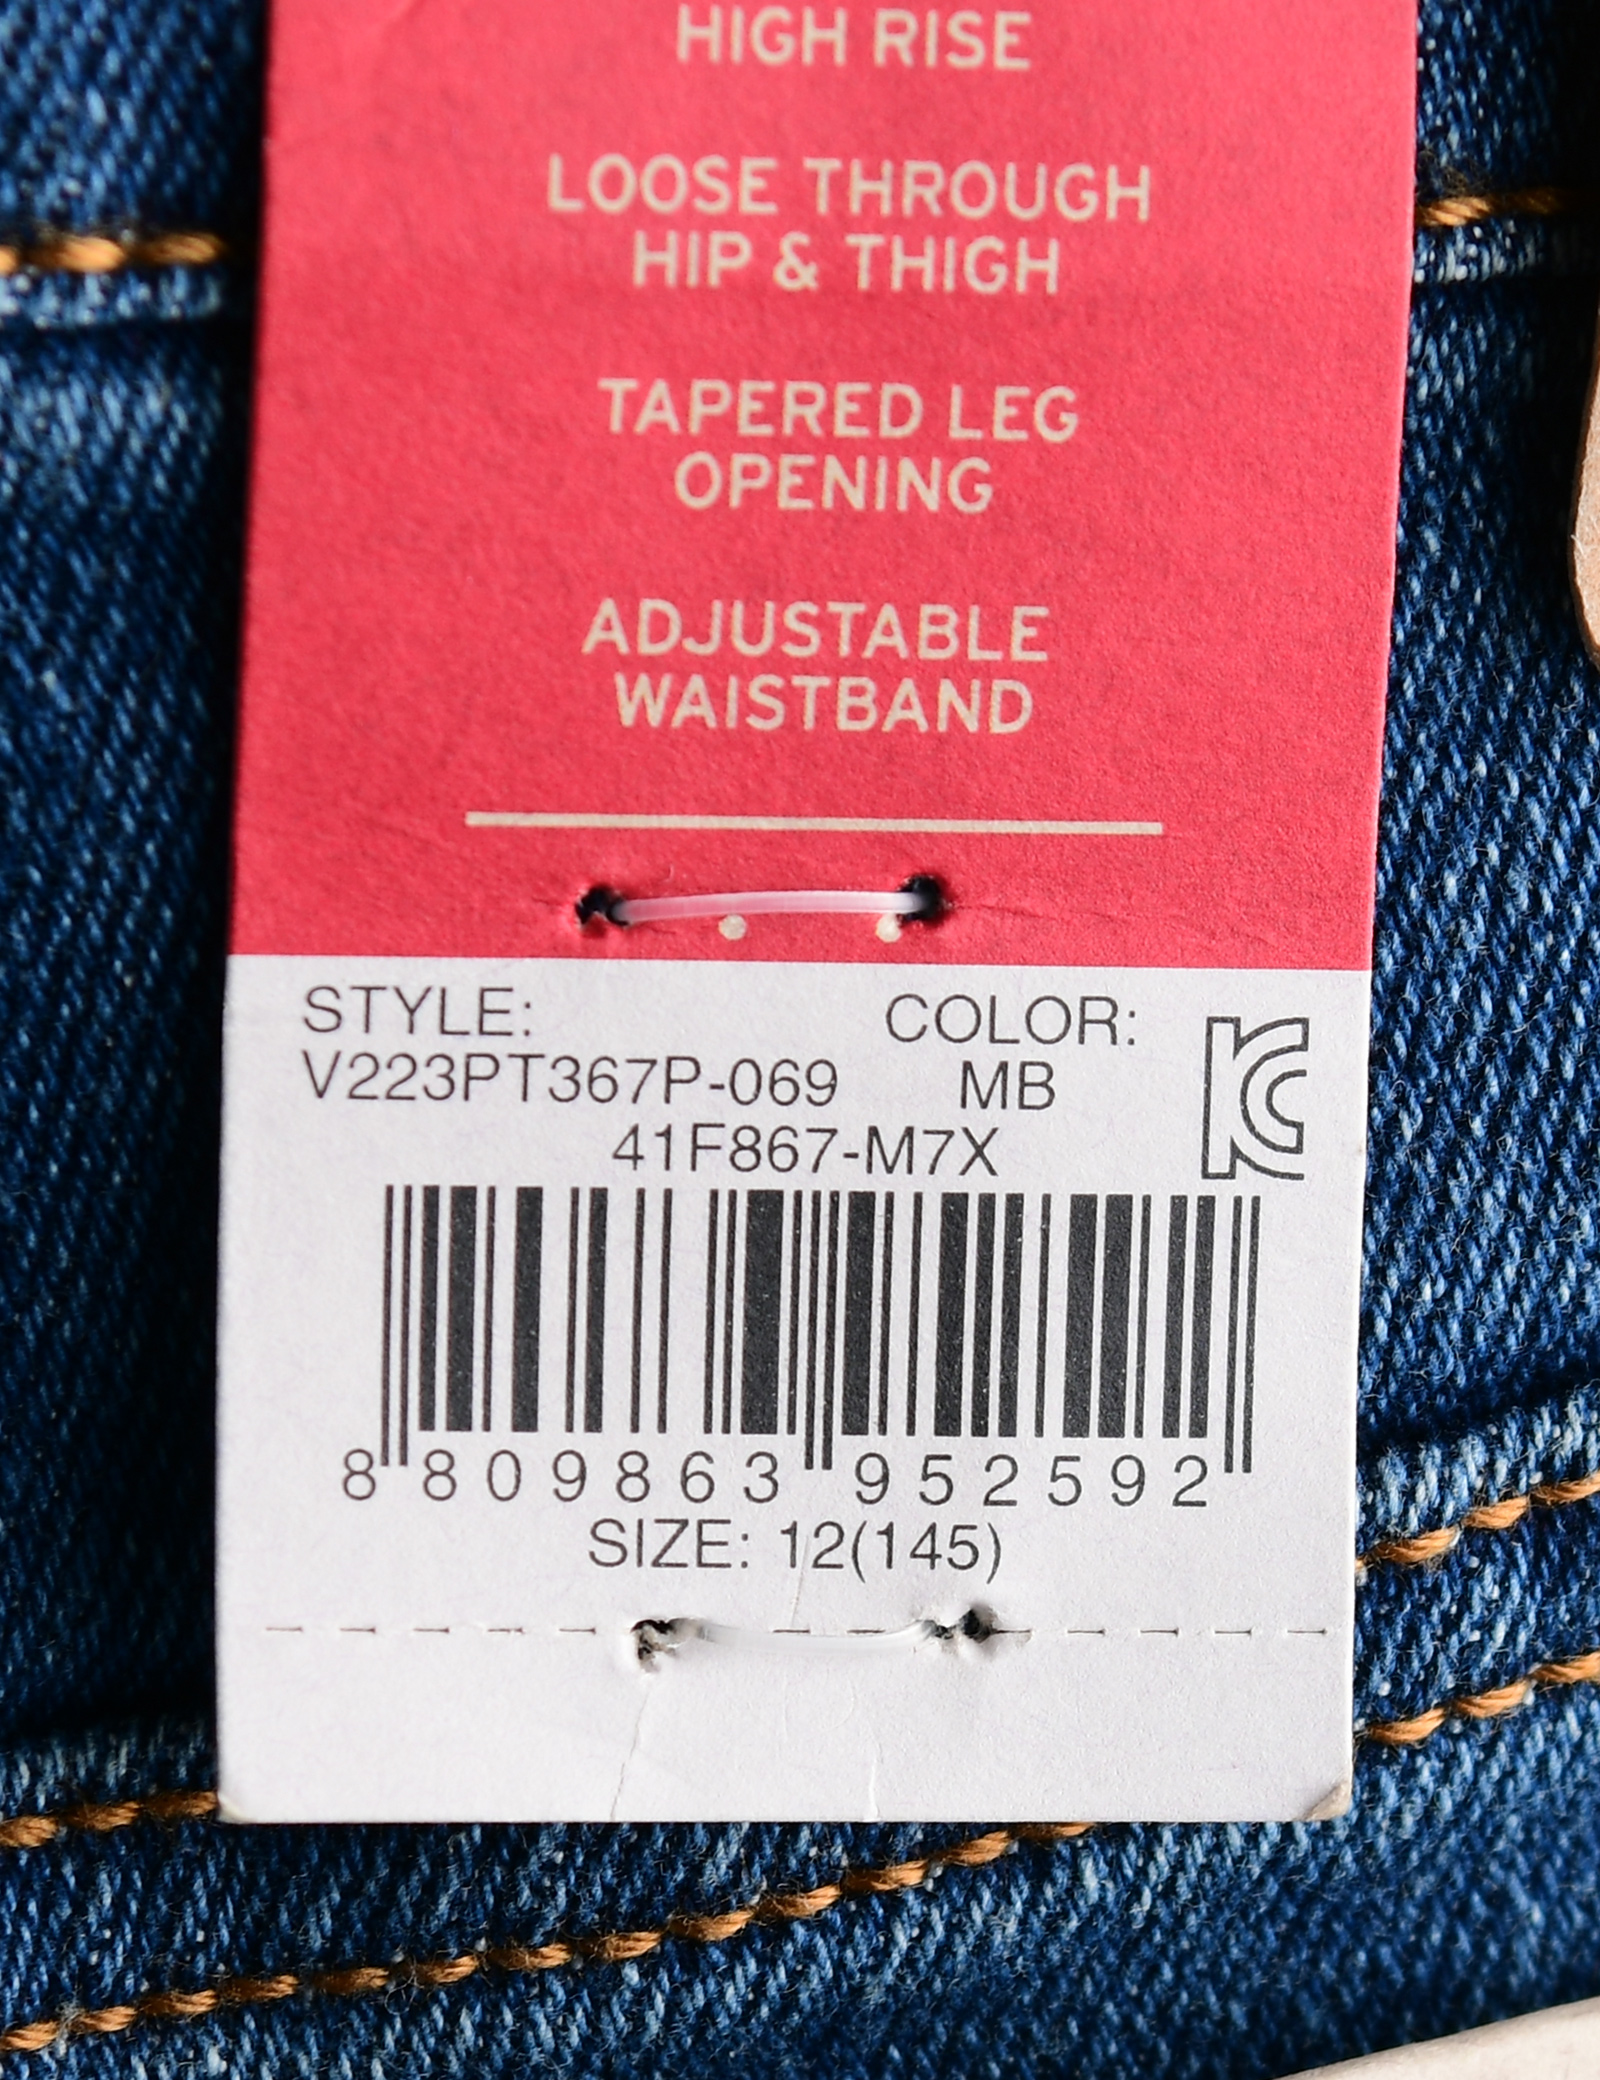 HIGH RISE
LOOSE THROUGH
HIP & THIGH
TAPERED LEG
OPENING
ADJUSTABLE
WAISTBAND
STYLE: COLOR:
V223PT367P-069 MB
41F867-M7X
8 809863 952592
SIZE: 12(145)